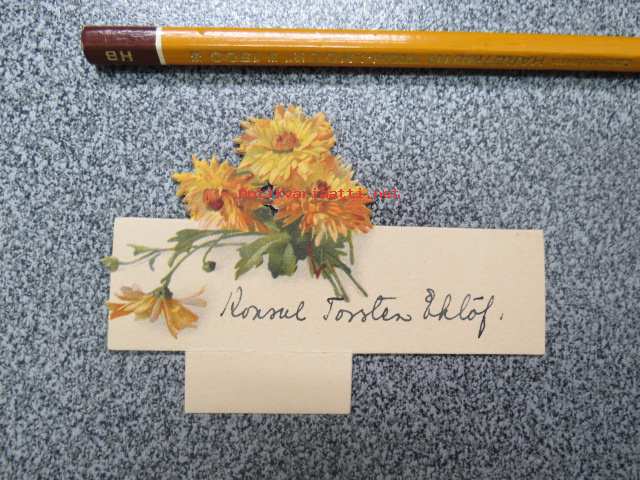 HB
Antikvariaatti.net
Konsul Torsten Eklöf.